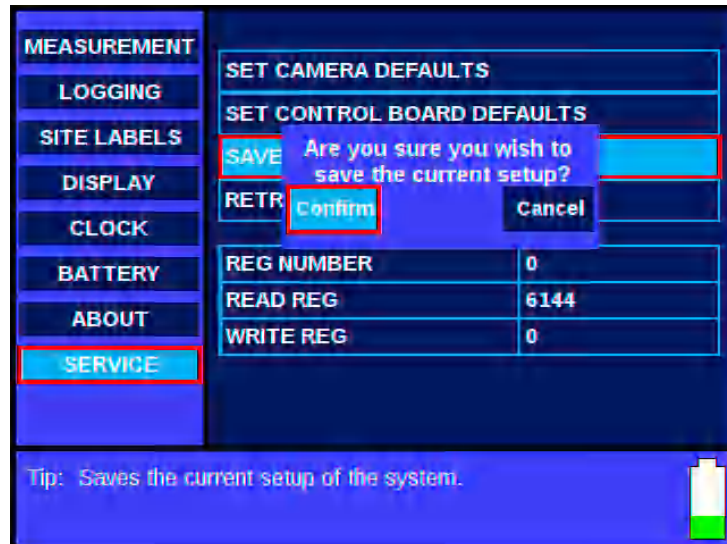 MEASUREMENT
LOGGING
SITE LABELS
DISPLAY
CLOCK
BATTERY
ABOUT
SERVICE
SET CAMERA DEFAULTS
SET CONTROL BOARD DEFAULTS
SAVE
RETR
Are you sure you wish to
save the current setup?
Confirm Cancel
REG NUMBER 0
READ REG 6144
WRITE REG 0
Tip: Saves the current setup of the system.